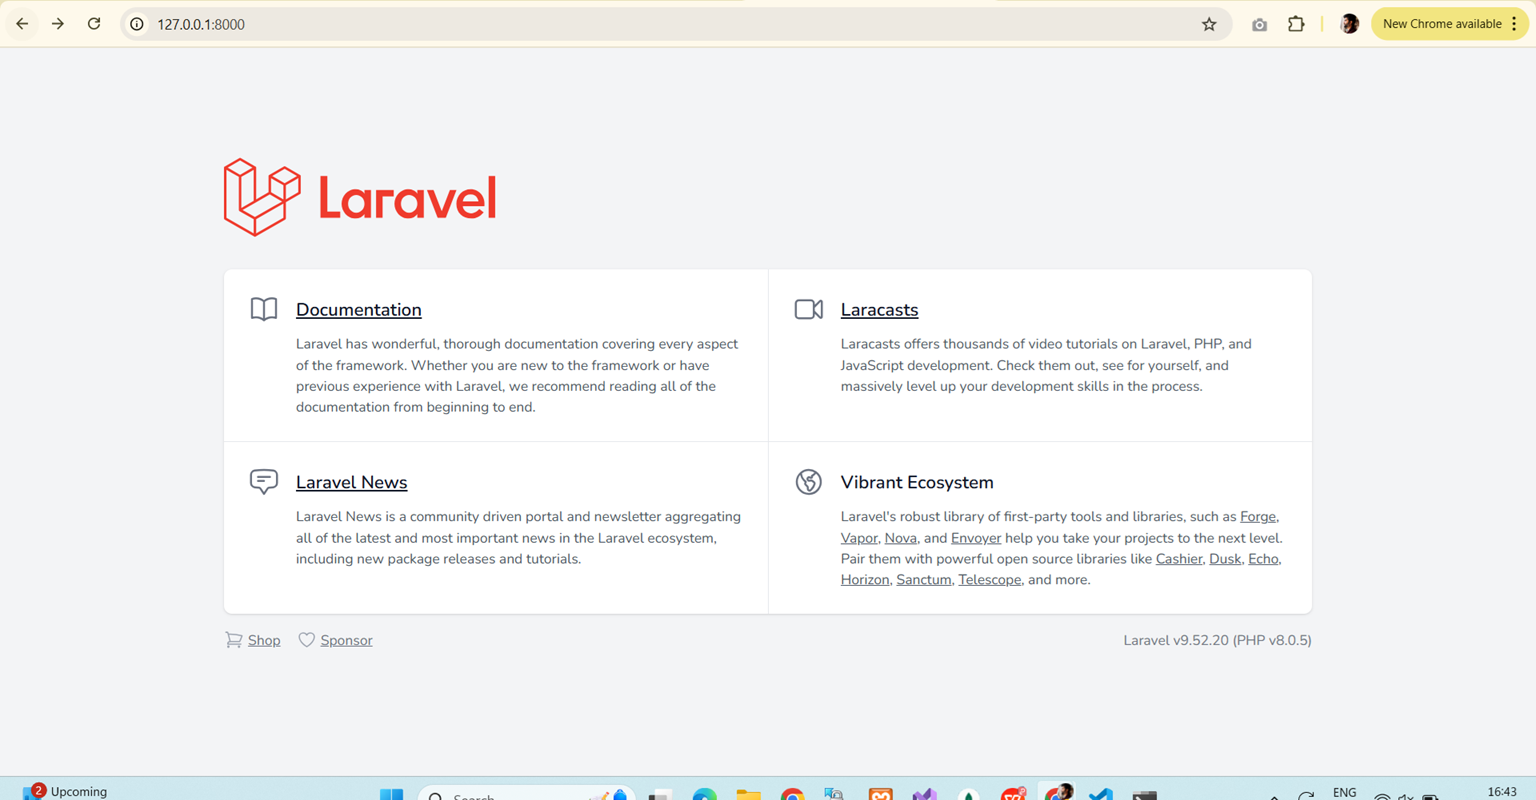 127.0.0.1:8000
New Chrome available
Laravel
Documentation
Laravel has wonderful, thorough documentation covering every aspect
of the framework. Whether you are new to the framework or have
previous experience with Laravel, we recommend reading all of the
documentation from beginning to end.
Laracasts
Laracasts offers thousands of video tutorials on Laravel, PHP, and
JavaScript development. Check them out, see for yourself, and
massively level up your development skills in the process.
Laravel News
Laravel News is a community driven portal and newsletter aggregating
all of the latest and most important news in the Laravel ecosystem,
including new package releases and tutorials.
Vibrant Ecosystem
Laravel's robust library of first-party tools and libraries, such as Forge,
Vapor, Nova, and Envoyer help you take your projects to the next level.
Pair them with powerful open source libraries like Cashier, Dusk, Echo,
Horizon, Sanctum, Telescope, and more.
Shop Sponsor
Laravel v9.52.20 (PHP v8.0.5)
2 Upcoming
Search
ENG
16:43